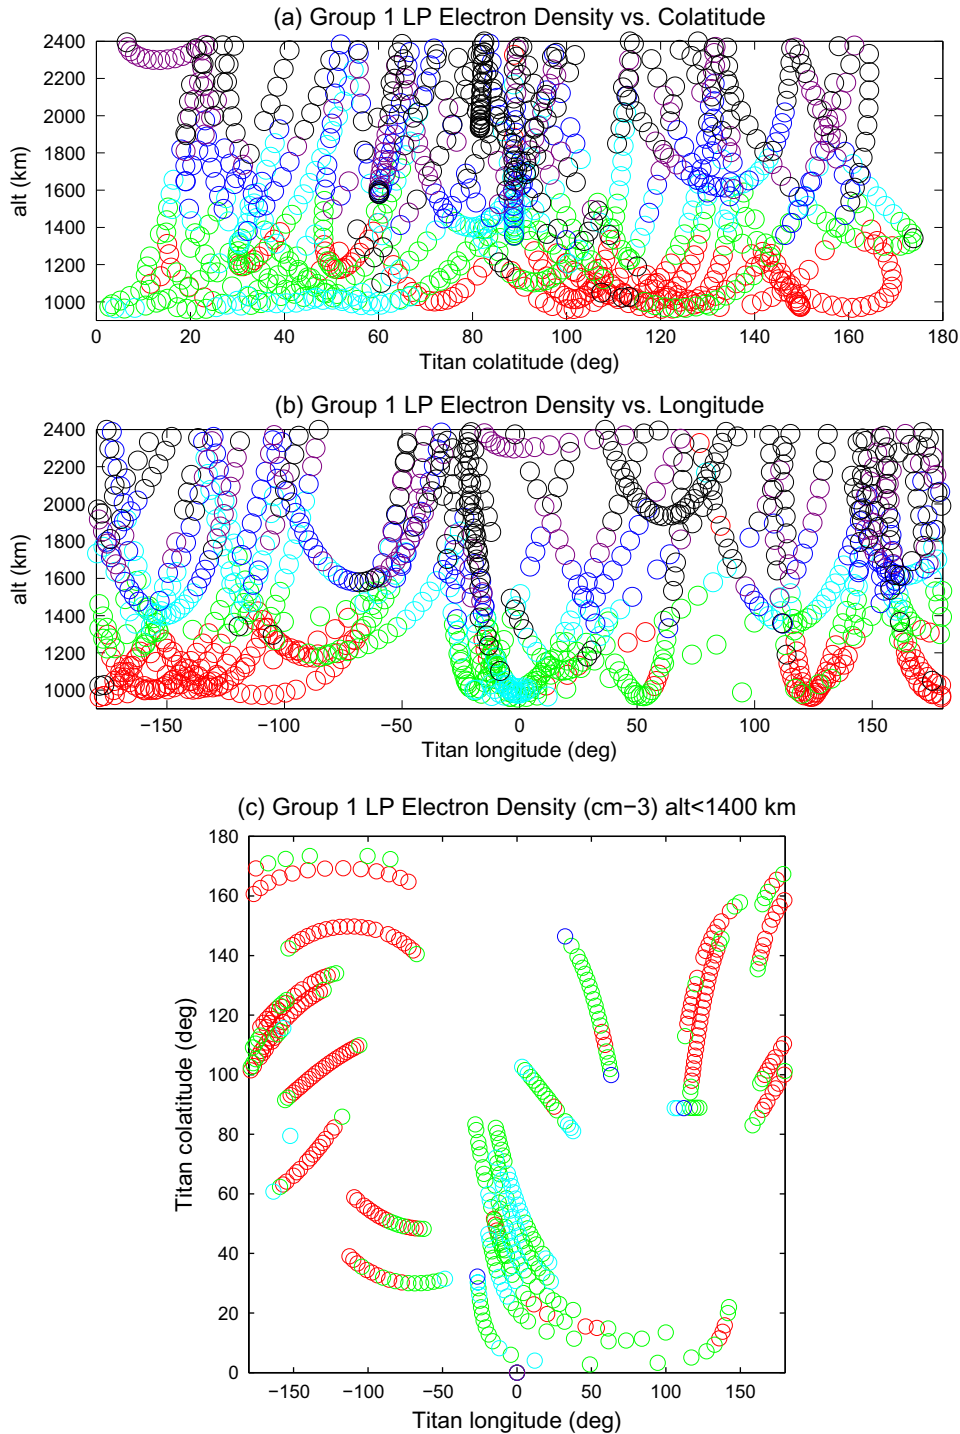 (a) Group 1 LP Electron Density vs. Colatitude
2400
2200
2000
1800
1600
1400
1200
1000
alt (km)
0 20 40 60 80 100 120 140 160 180
Titan colatitude (deg)
(b) Group 1 LP Electron Density vs. Longitude
2400
2200
2000
1800
1600
1400
1200
1000
alt (km)
−150 −100 −50 0 50 100 150
Titan longitude (deg)
(c) Group 1 LP Electron Density (cm−3) alt<1400 km
180
160
140
120
100
80
60
40
20
0
Titan colatitude (deg)
−150 −100 −50 0 50 100 150
Titan longitude (deg)